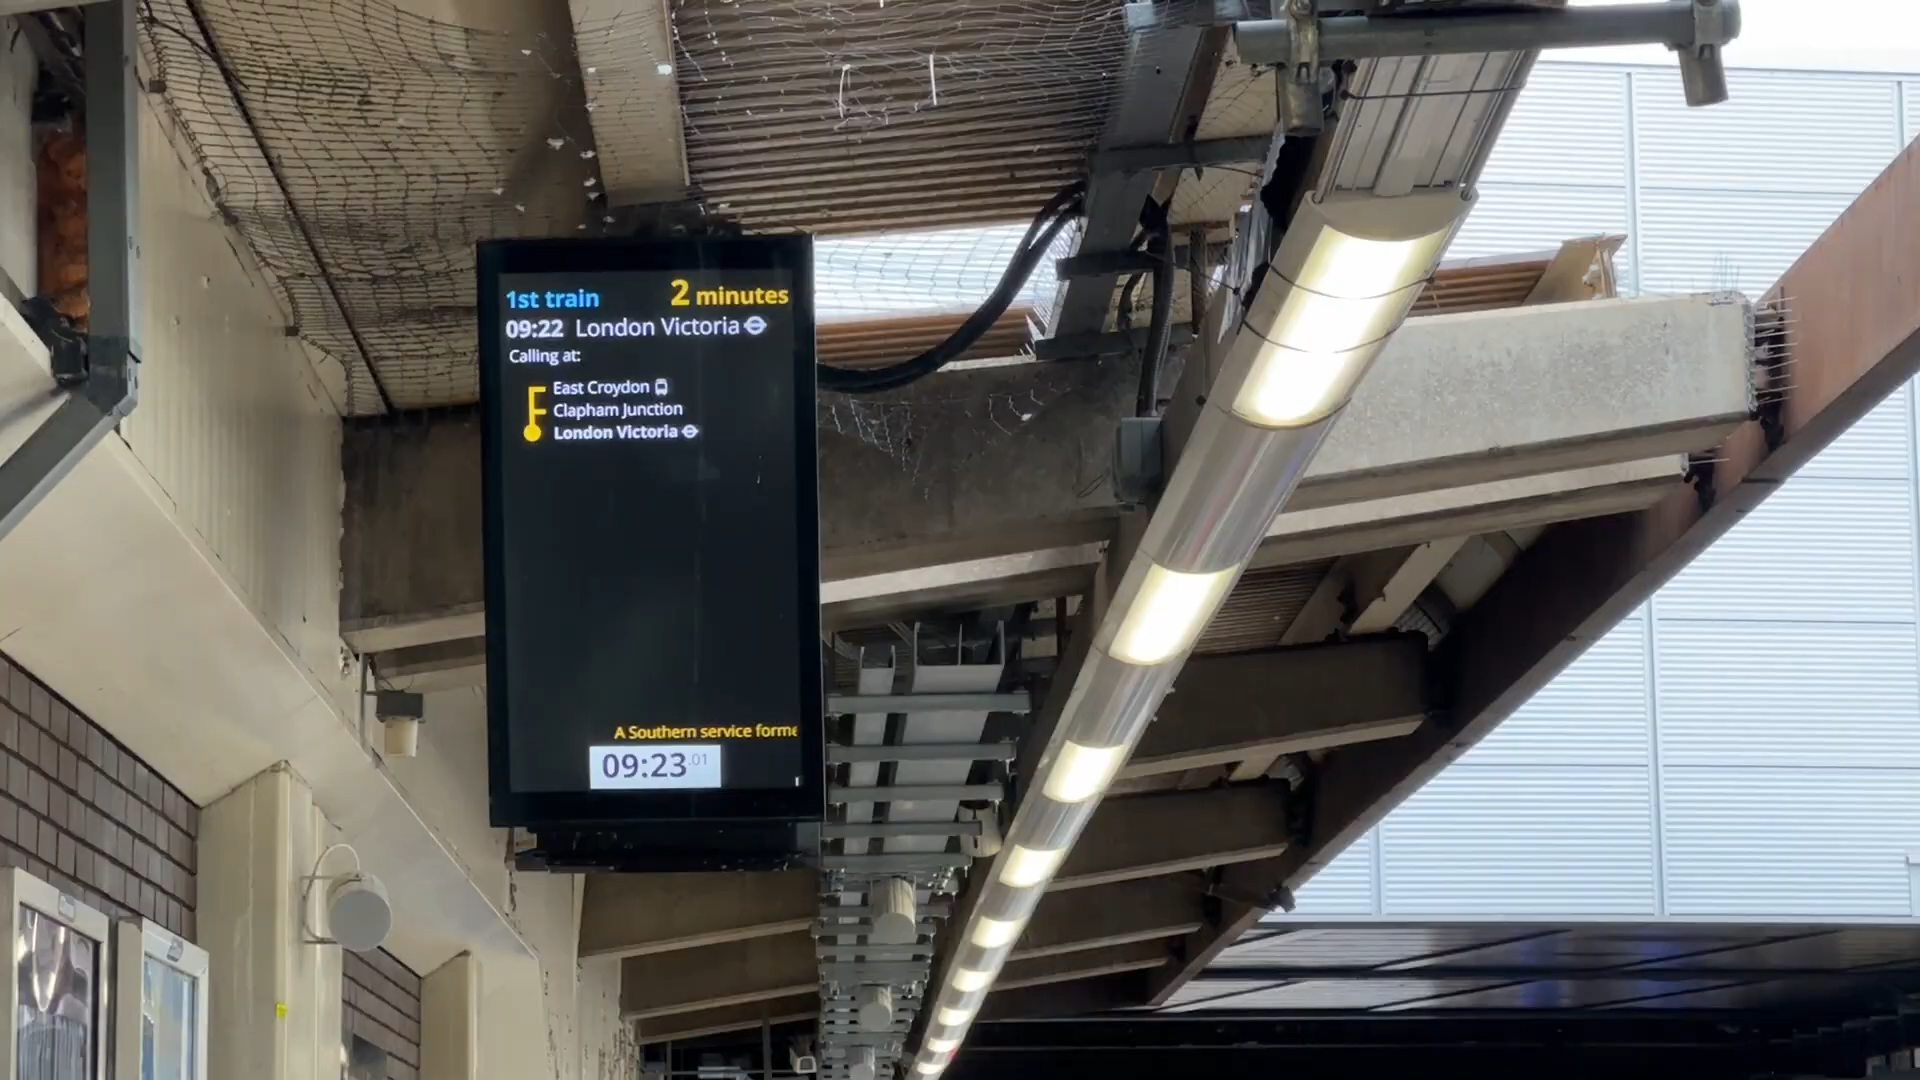 1st train 2 minutes
09:22 London Victoria
Calling at:
East Croydon
Clapham Junction
London Victoria
A Southern service forme
09:23.01